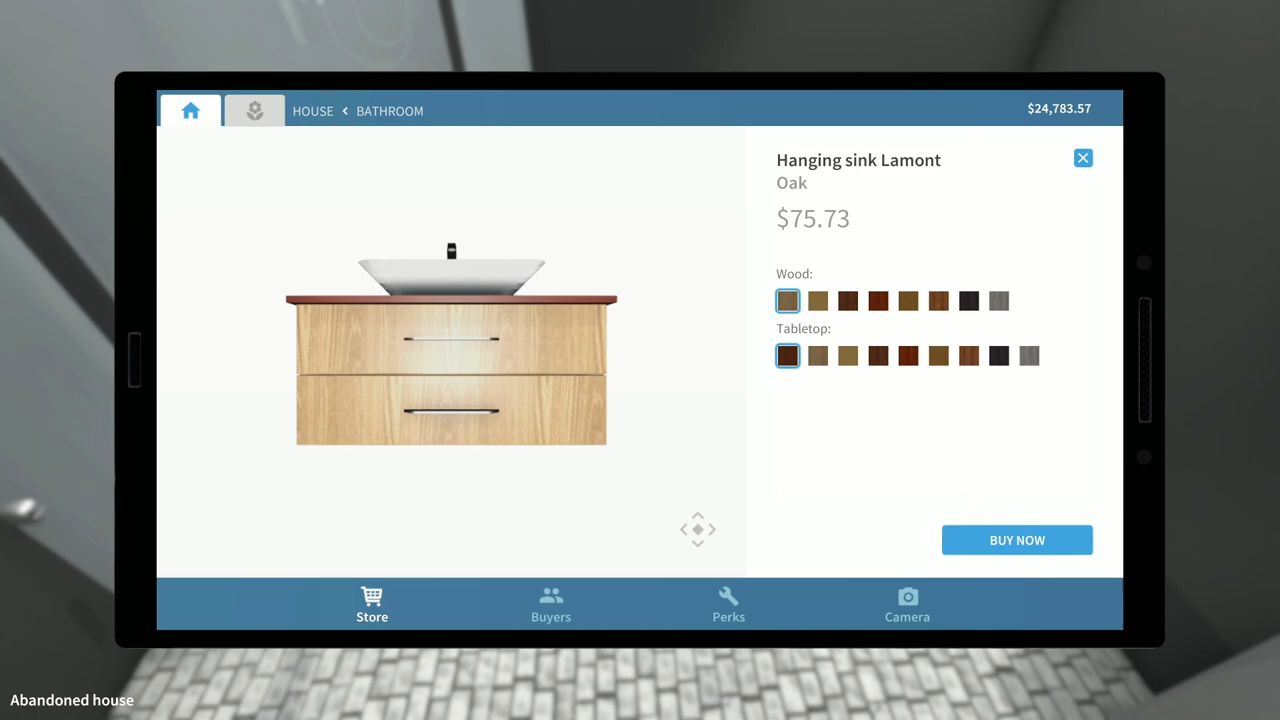 HOUSE < BATHROOM
$24,783.57
Hanging sink Lamont
Oak
$75.73
Wood:
Tabletop:
BUY NOW
Store
Buyers
Perks
Camera
Abandoned house